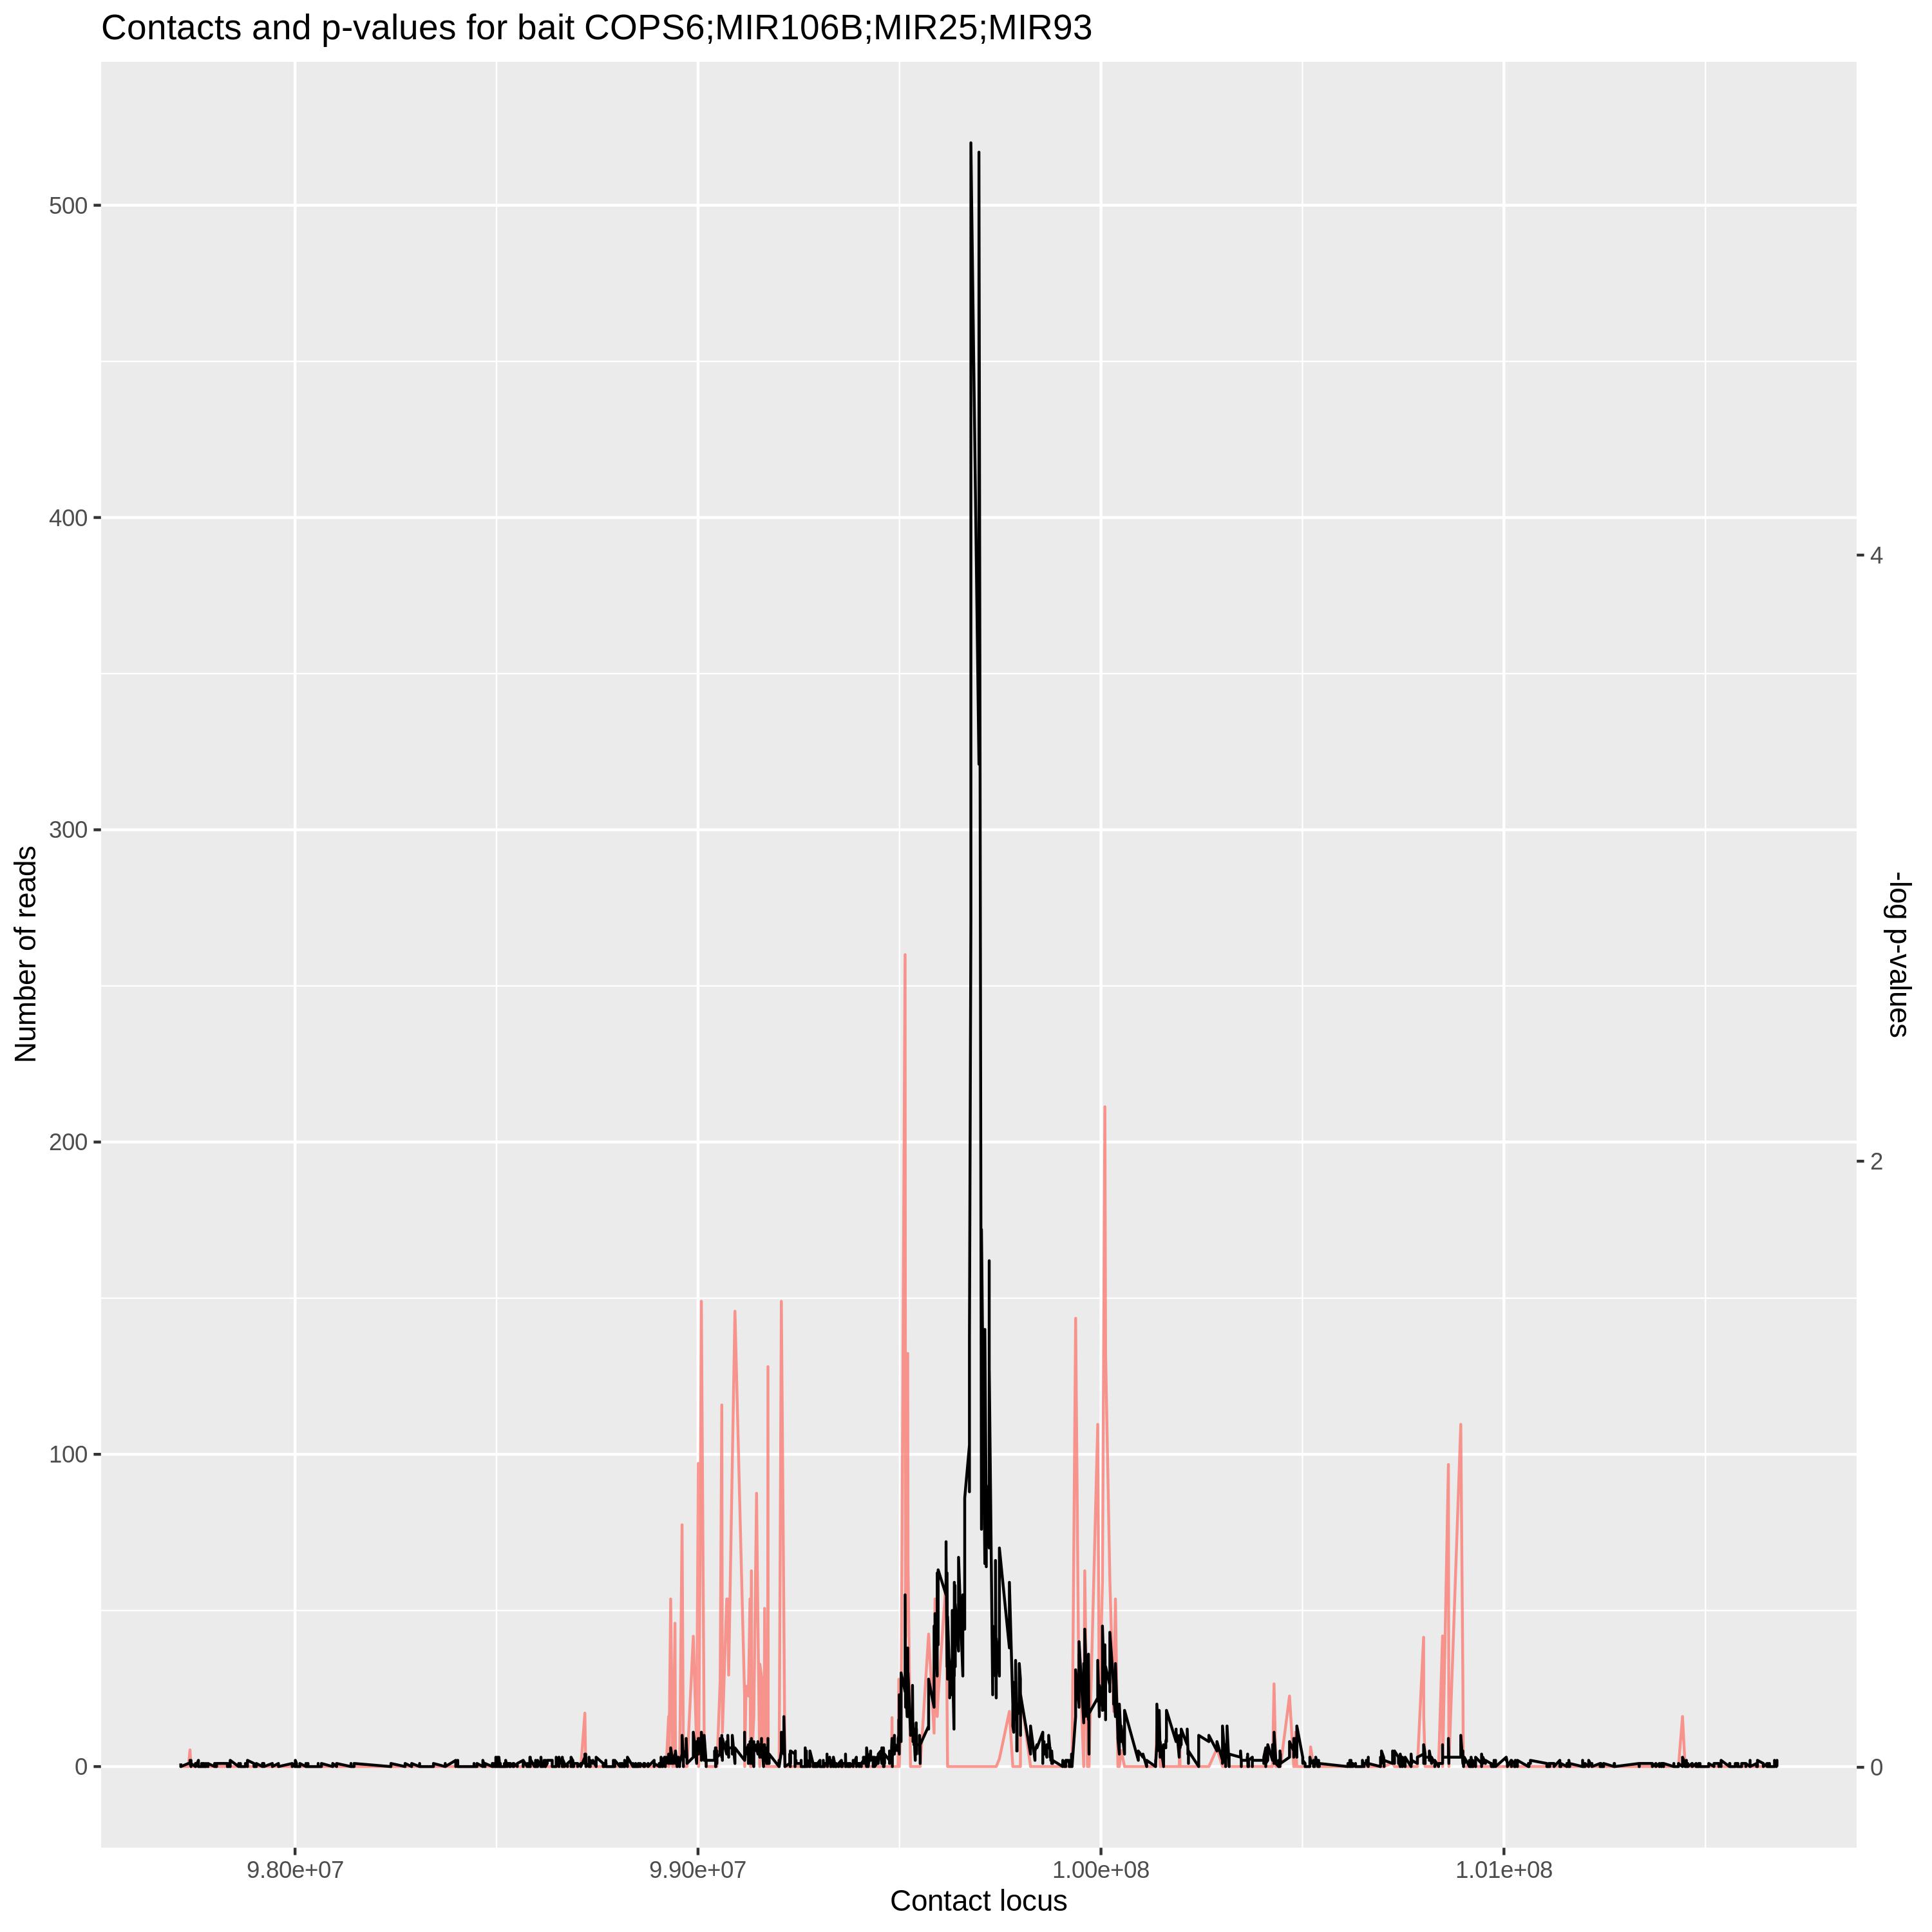 Contacts and p-values for bait COPS6;MIR106B;MIR25;MIR93
Number of reads
500
400
300
200
100
0
4
2
0
-log p-values
9.80e+07
9.90e+07
1.00e+08
1.01e+08
Contact locus